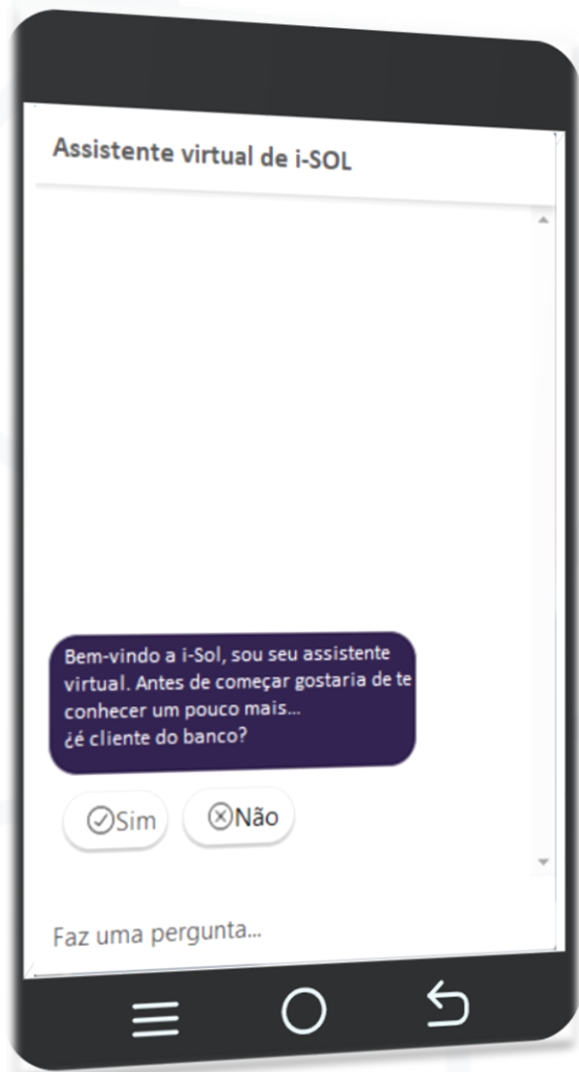 Assistente virtual de i-SOL
Bem-vindo a i-Sol, sou seu assistente
virtual. Antes de começar gostaria de te
conhecer um pouco mais...
¿é cliente do banco?
Sim
Não
Faz uma pergunta...